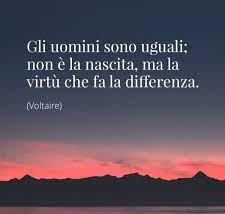 Gli uomini sono uguali;
non è la nascita, ma la
virtù che fa la differenza.
(Voltaire)